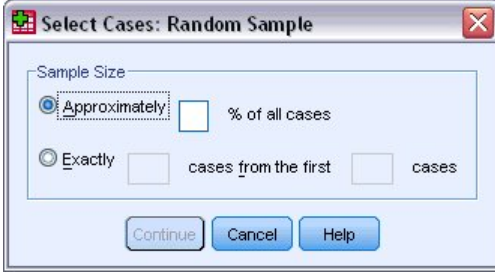 Select Cases: Random Sample
Sample Size
Approximately % of all cases
Exactly cases from the first cases
Continue Cancel Help